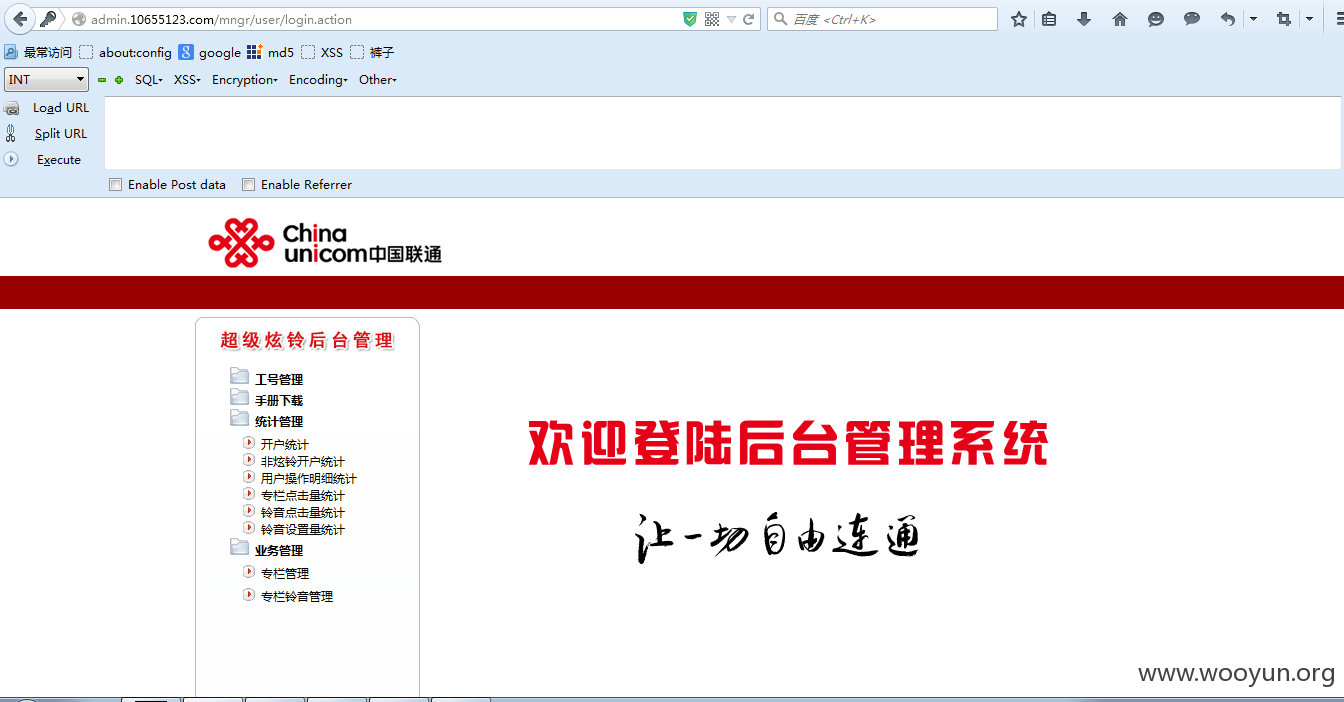 admin.10655123.com/mngr/user/login.action
百度 <Ctrl+K>
最常访问 about:config google md5 XSS 裤子
INT SQL XSS Encryption Encoding Other
Load URL
Split URL
Execute
Enable Post data Enable Referrer
China
unicom中国联通
超级炫铃后台管理
工号管理
手册下载
统计管理
开户统计
非炫铃开户统计
用户操作明细统计
专栏点击量统计
铃音点击量统计
铃音设置量统计
业务管理
专栏管理
专栏铃音管理
欢迎登陆后台管理系统
让一切自由连通
www.wooyun.org